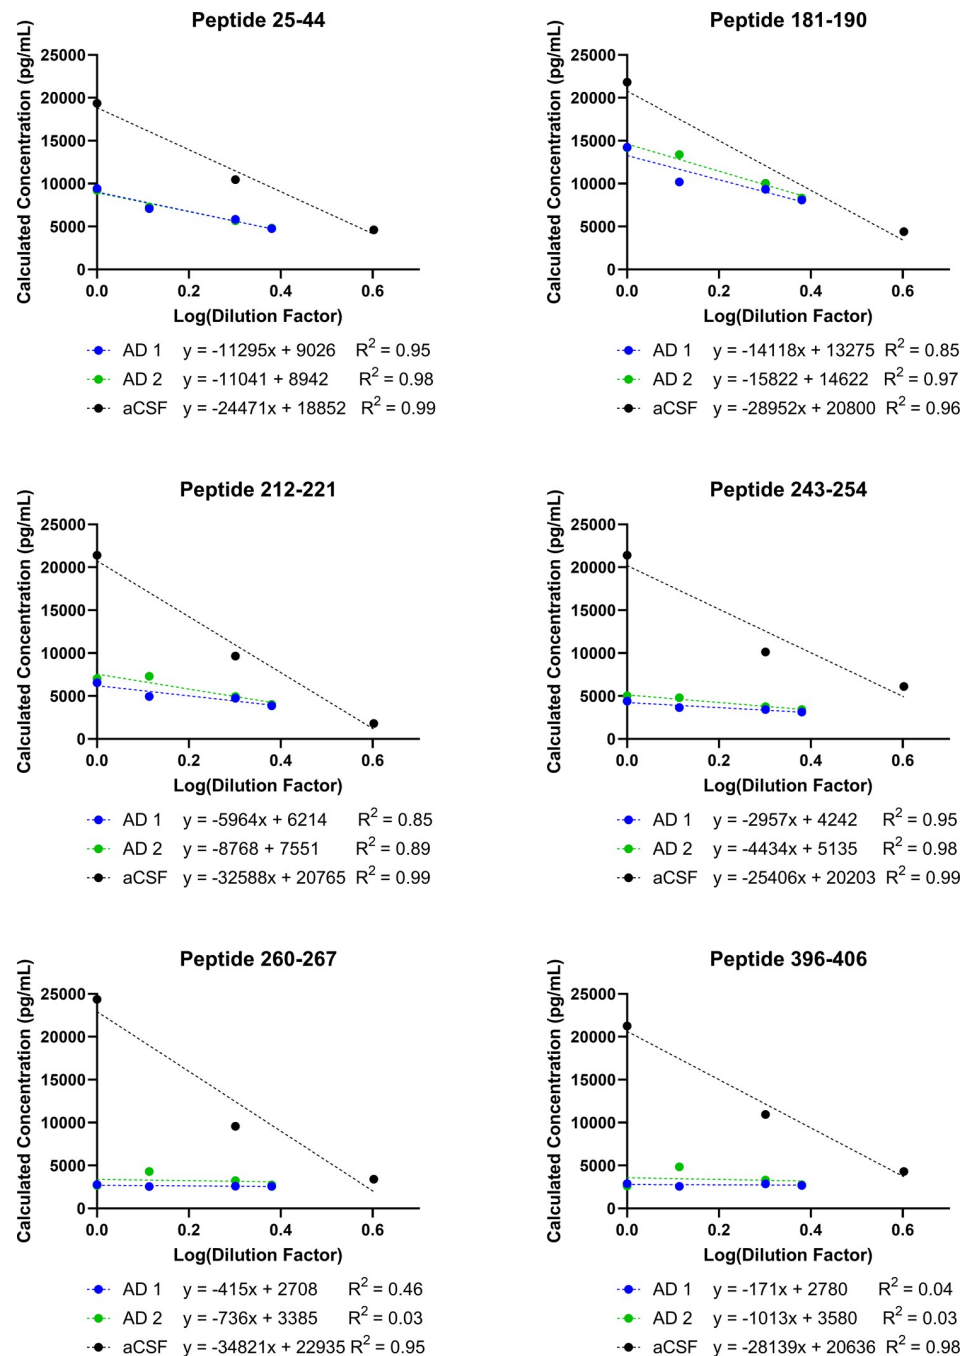 Peptide 25-44
Calculated Concentration (pg/mL)
25000
20000
15000
10000
5000
0
0.0 0.2 0.4 0.6
Log(Dilution Factor)
AD 1 y = -11295x + 9026 R² = 0.95
AD 2 y = -11041 + 8942 R² = 0.98
aCSF y = -24471x + 18852 R² = 0.99
Peptide 181-190
Calculated Concentration (pg/mL)
25000
20000
15000
10000
5000
0
0.0 0.2 0.4 0.6
Log(Dilution Factor)
AD 1 y = -14118x + 13275 R² = 0.85
AD 2 y = -15822 + 14622 R² = 0.97
aCSF y = -28952x + 20800 R² = 0.96
Peptide 212-221
Calculated Concentration (pg/mL)
25000
20000
15000
10000
5000
0
0.0 0.2 0.4 0.6
Log(Dilution Factor)
AD 1 y = -5964x + 6214 R² = 0.85
AD 2 y = -8768 + 7551 R² = 0.89
aCSF y = -32588x + 20765 R² = 0.99
Peptide 243-254
Calculated Concentration (pg/mL)
25000
20000
15000
10000
5000
0
0.0 0.2 0.4 0.6
Log(Dilution Factor)
AD 1 y = -2957x + 4242 R² = 0.95
AD 2 y = -4434x + 5135 R² = 0.98
aCSF y = -25406x + 20203 R² = 0.99
Peptide 260-267
Calculated Concentration (pg/mL)
25000
20000
15000
10000
5000
0
0.0 0.2 0.4 0.6
Log(Dilution Factor)
AD 1 y = -415x + 2708 R² = 0.46
AD 2 y = -736x + 3385 R² = 0.03
aCSF y = -34821x + 22935 R² = 0.95
Peptide 396-406
Calculated Concentration (pg/mL)
25000
20000
15000
10000
5000
0
0.0 0.2 0.4 0.6
Log(Dilution Factor)
AD 1 y = -171x + 2780 R² = 0.04
AD 2 y = -1013x + 3580 R² = 0.03
aCSF y = -28139x + 20636 R² = 0.98